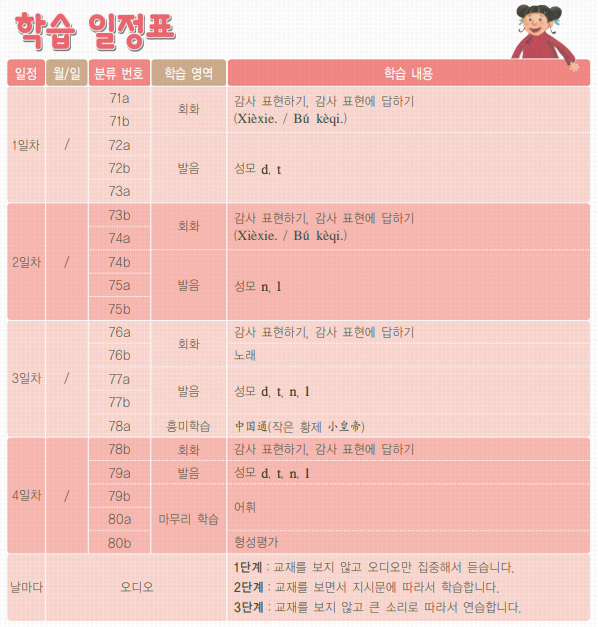 학습 일정표
일정 월/일 분류 번호 학습 영역 학습 내용
1일차 /
71a
71b
회화
감사 표현하기, 감사 표현에 답하기
(Xièxie. / Bú kèqi.)
72a
72b
73a
발음
성모 d, t
2일차 /
73b
74a
회화
감사 표현하기, 감사 표현에 답하기
(Xièxie. / Bú kèqi.)
74b
75a
75b
발음
성모 n, l
3일차 /
76a
76b
회화
감사 표현하기, 감사 표현에 답하기
노래
77a
77b
발음
성모 d, t, n, l
78a 흥미학습 中国通(작은 황제 小皇帝)
4일차 /
78b 회화 감사 표현하기, 감사 표현에 답하기
79a 발음 성모 d, t, n, l
79b
80a
마무리 학습
어휘
80b 형성평가
날마다 오디오
1단계 : 교재를 보지 않고 오디오만 집중해서 듣습니다.
2단계 : 교재를 보면서 지시문에 따라서 학습합니다.
3단계 : 교재를 보지 않고 큰 소리로 따라서 연습합니다.